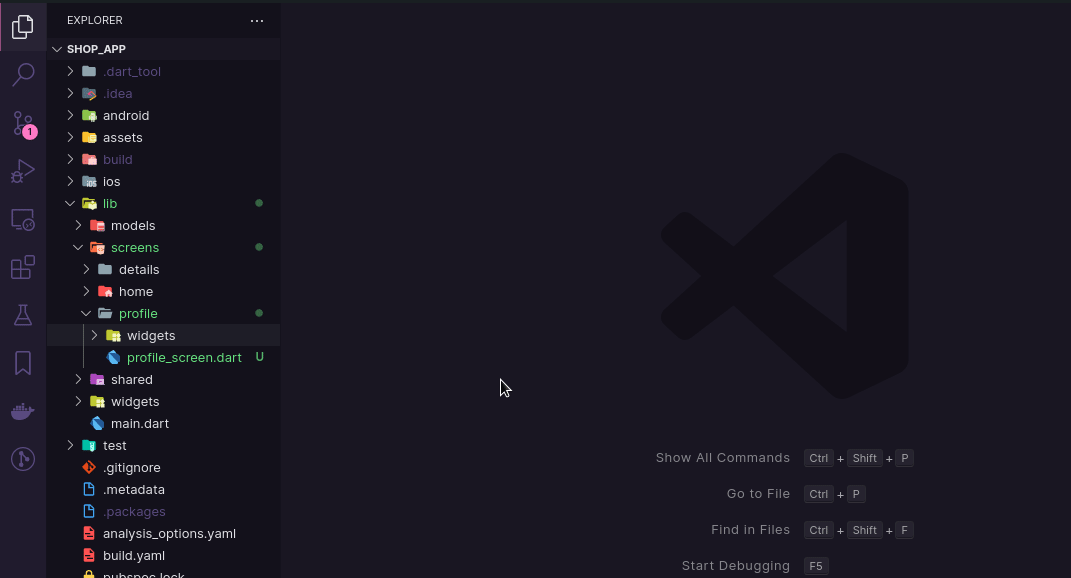 EXPLORER
SHOP_APP
.dart_tool
.idea
android
assets
1
build
ios
lib
models
screens
details
home
profile
widgets
profile_screen.dart U
shared
widgets
main.dart
test
.gitignore
.metadata
.packages
analysis_options.yaml
build.yaml
pubspec.lock
Show All Commands Ctrl + Shift + P
Go to File Ctrl + P
Find in Files Ctrl + Shift + F
Start Debugging F5